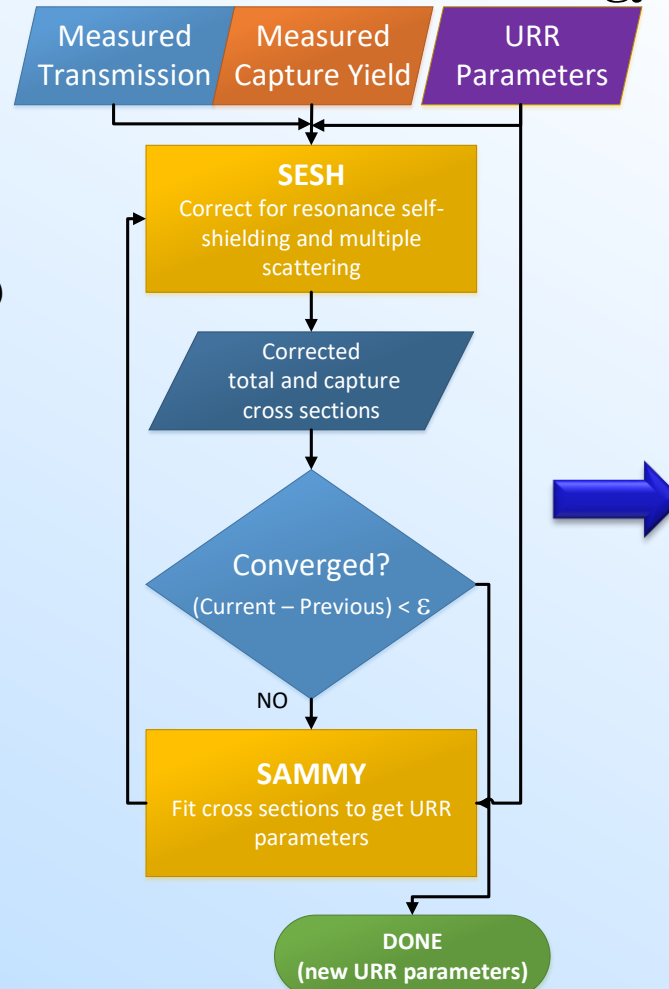 Measured
Transmission
Measured
Capture Yield
URR
Parameters
SESH
Correct for resonance self-
shielding and multiple
scattering
Corrected
total and capture
cross sections
Converged?
(Current – Previous) < ε
NO
SAMMY
Fit cross sections to get URR
parameters
DONE
(new URR parameters)